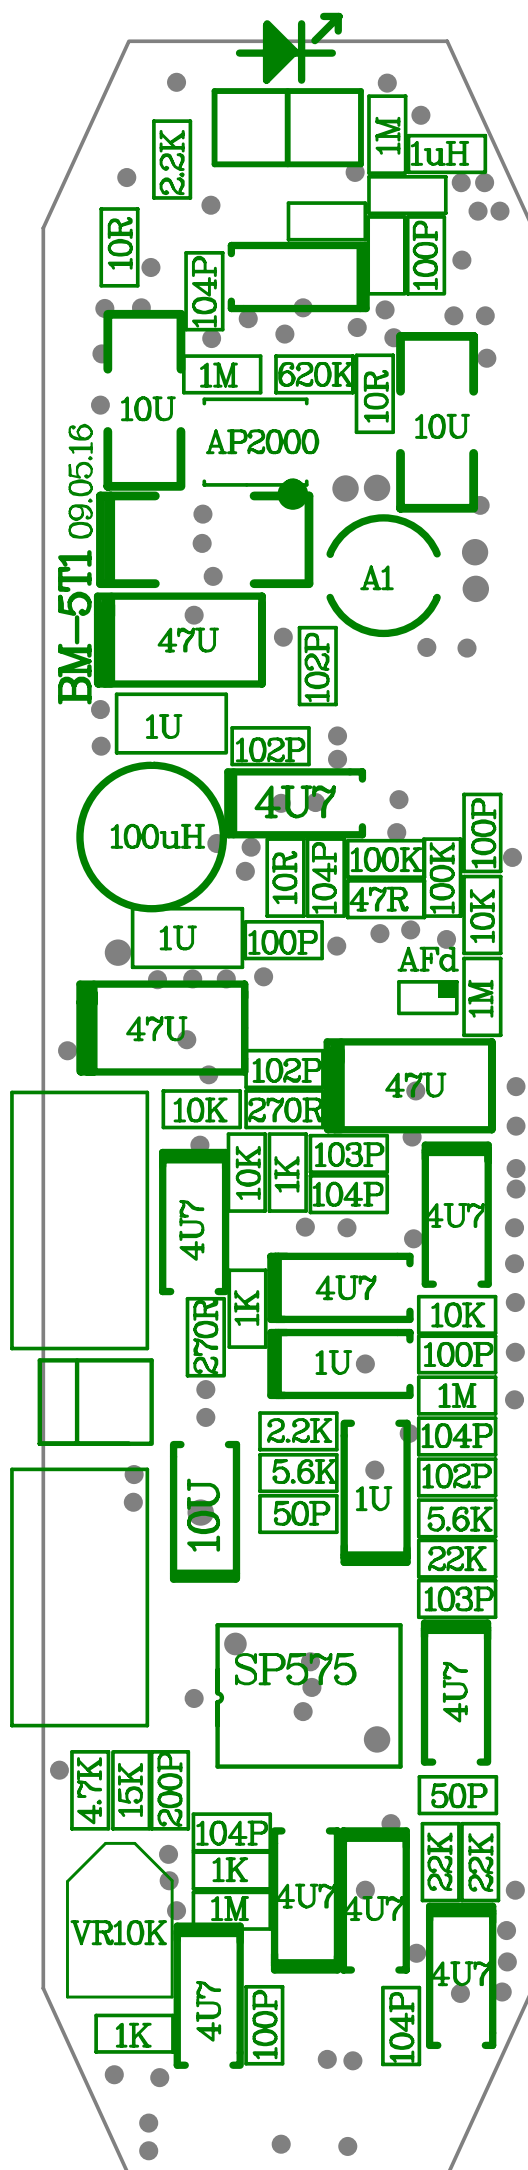 1M
1uH
2.2K
10R
100P
104P
1M
620K
10R
10U
10U
AP2000
09.05.16
BM-5T1
A1
47U
102P
1U
102P
4U7
100uH
100P
10R
104P
100K
47R
100K
10K
1U
100P
AFd
1M
47U
102P
47U
10K
270R
10K
1K
103P
104P
4U7
4U7
4U7
270R
1K
10K
1U
100P
1M
2.2K
104P
5.6K
102P
50P
1U
10U
5.6K
22K
103P
SP575
4U7
4.7K
15K
200P
50P
104P
1K
1M
22K
22K
4U7
4U7
VR10K
4U7
4U7
1K
100P
104P